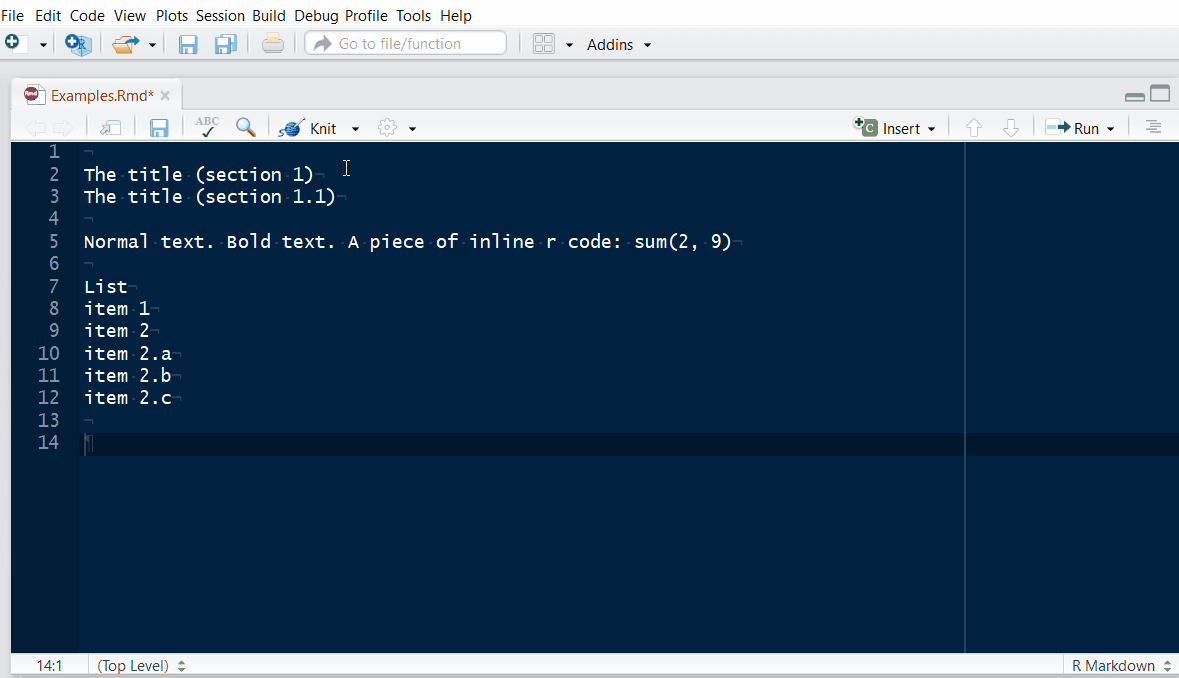 File Edit Code View Plots Session Build Debug Profile Tools Help
Go to file/function Addins
Rmd Examples.Rmd*
ABC Knit C Insert Run
1
2 The title (section 1)
3 The title (section 1.1)
4
5 Normal text. Bold text. A piece of inline r code: sum(2, 9)
6
7 List
8 item 1
9 item 2
10 item 2.a
11 item 2.b
12 item 2.c
13
14
14:1 (Top Level) R Markdown